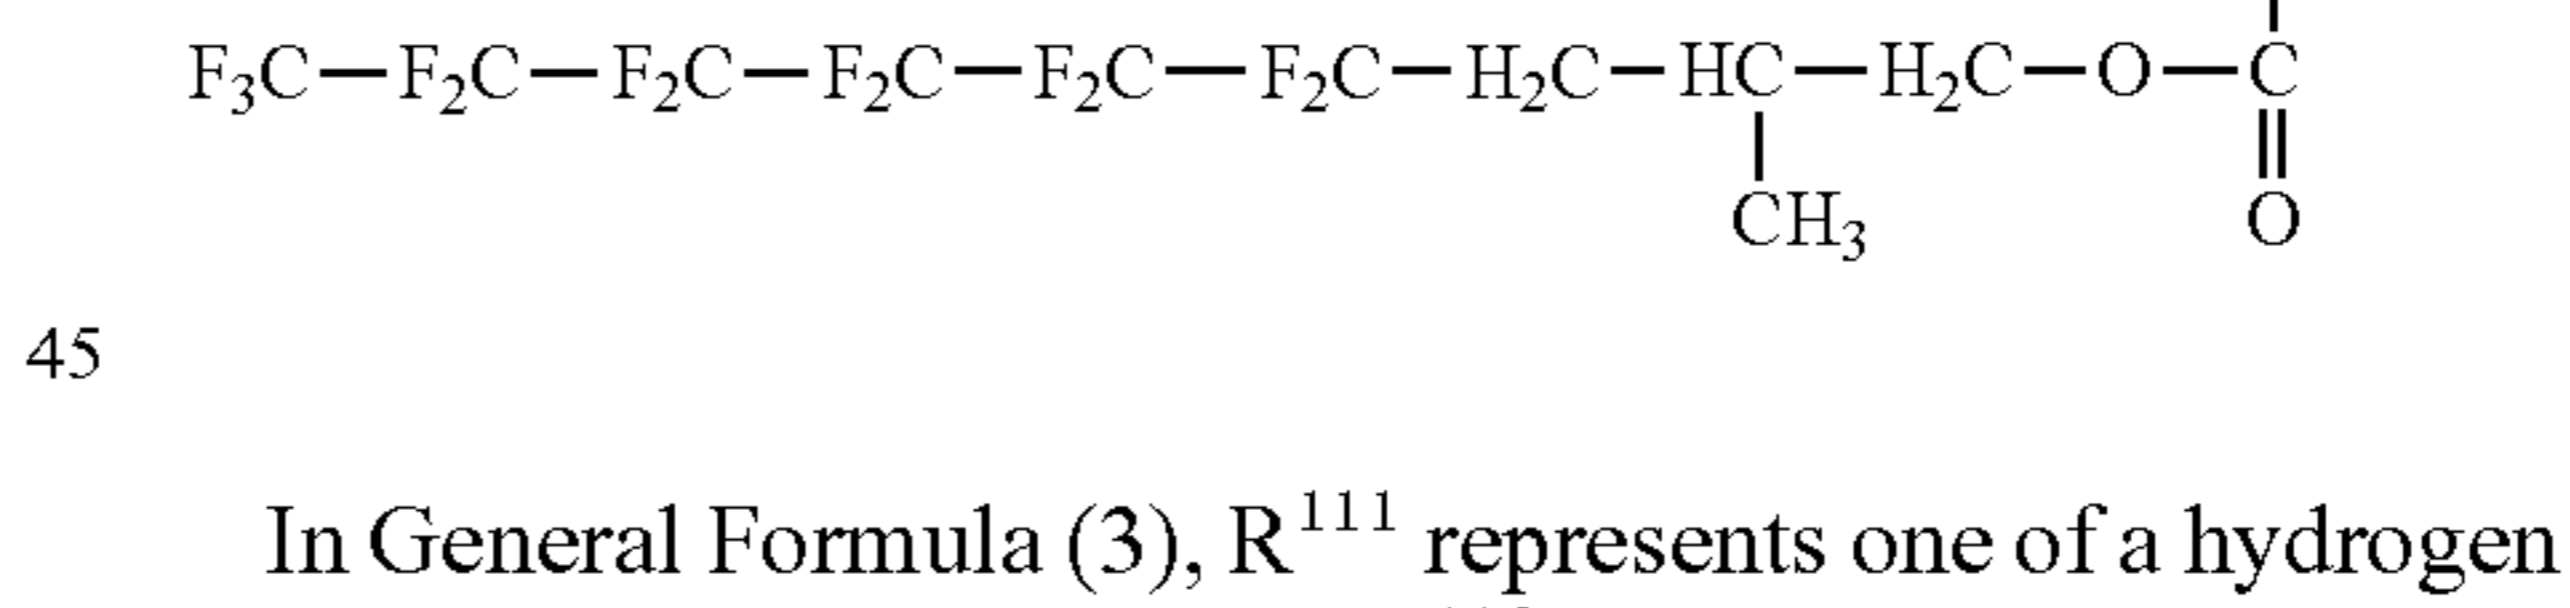 F₃C—F₂C—F₂C—F₂C—F₂C—F₂C—H₂C—HC—H₂C—O—C
CH₃ O
45
In General Formula (3), R¹¹¹ represents one of a hydrogen